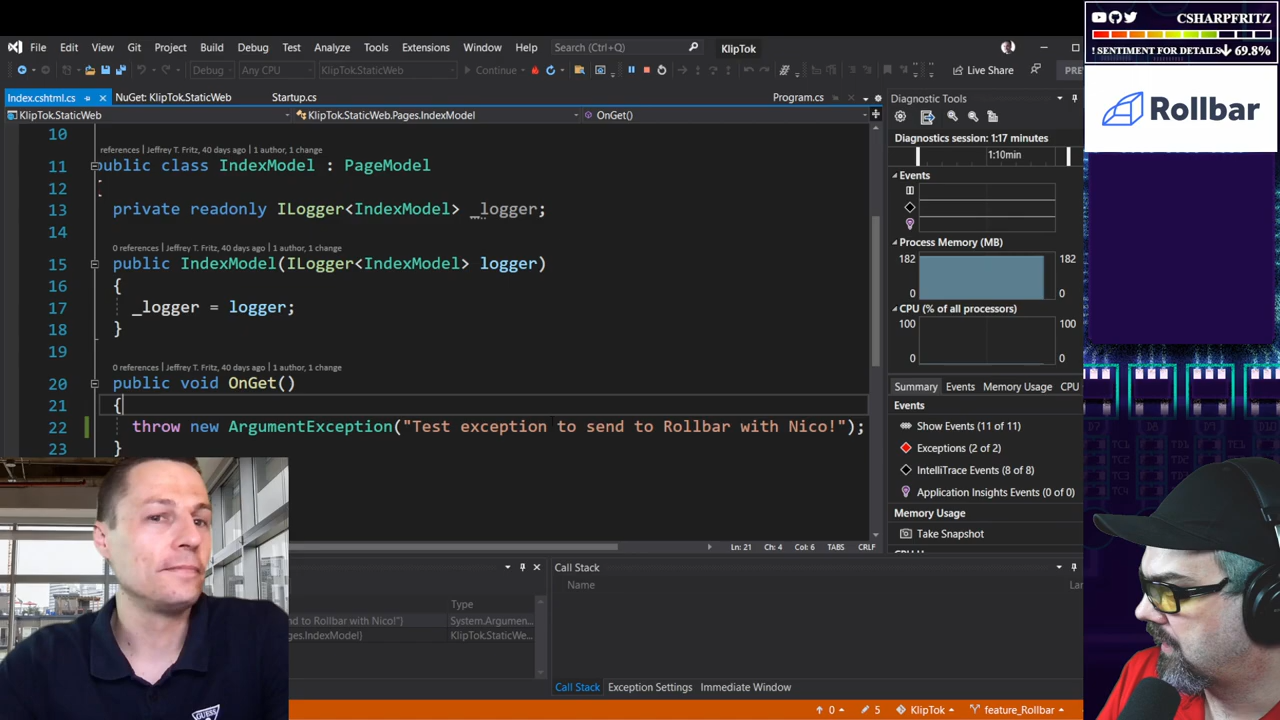 File Edit View Git Project Build Debug Test Analyze Tools Extensions Window Help Search (Ctrl+Q) KlipTok
Debug Any CPU KlipTok.StaticWeb Continue Live Share PRE
Index.cshtml.cs NuGet: KlipTok.StaticWeb Startup.cs Program.cs
KlipTok.StaticWeb KlipTok.StaticWeb.Pages.IndexModel OnGet()
10
references | Jeffrey T. Fritz, 40 days ago | 1 author, 1 change
11 public class IndexModel : PageModel
12 {
13 private readonly ILogger<IndexModel> _logger;
14
0 references | Jeffrey T. Fritz, 40 days ago | 1 author, 1 change
15 public IndexModel(ILogger<IndexModel> logger)
16 {
17 _logger = logger;
18 }
19
0 references | Jeffrey T. Fritz, 40 days ago | 1 author, 1 change
20 public void OnGet()
21 {
22 throw new ArgumentException("Test exception to send to Rollbar with Nico!");
23 }
Ln: 21 Ch: 4 Col: 6 TABS CRLF
Diagnostic Tools
Diagnostics session: 1:17 minutes
1:10min
Events
Process Memory (MB)
182 182
0 0
CPU (% of all processors)
100 100
0 0
Summary Events Memory Usage CPU
Events
Show Events (11 of 11)
Exceptions (2 of 2)
IntelliTrace Events (8 of 8)
Application Insights Events (0 of 0)
Memory Usage
Take Snapshot
Type
nd to Rollbar with Nico!"} System.Argumen...
Pages.IndexModel} KlipTok.StaticWe...
Call Stack
Name
Call Stack Exception Settings Immediate Window
0 5 KlipTok feature_Rollbar
CSHARPFRITZ
! SENTIMENT FOR DETAILS 69.8%
Rollbar
GUESS